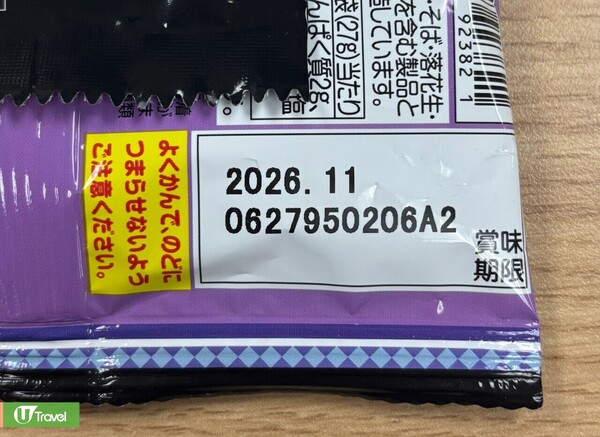 ・そば・落花生・
を含む製品と
しています。
袋(27g)当たり
んぱく質2.8g、
92382 1
よくかんで、のどに
つまらせないよう
ご注意ください。
2026.11
0627950206A2
賞味
期限
U Travel